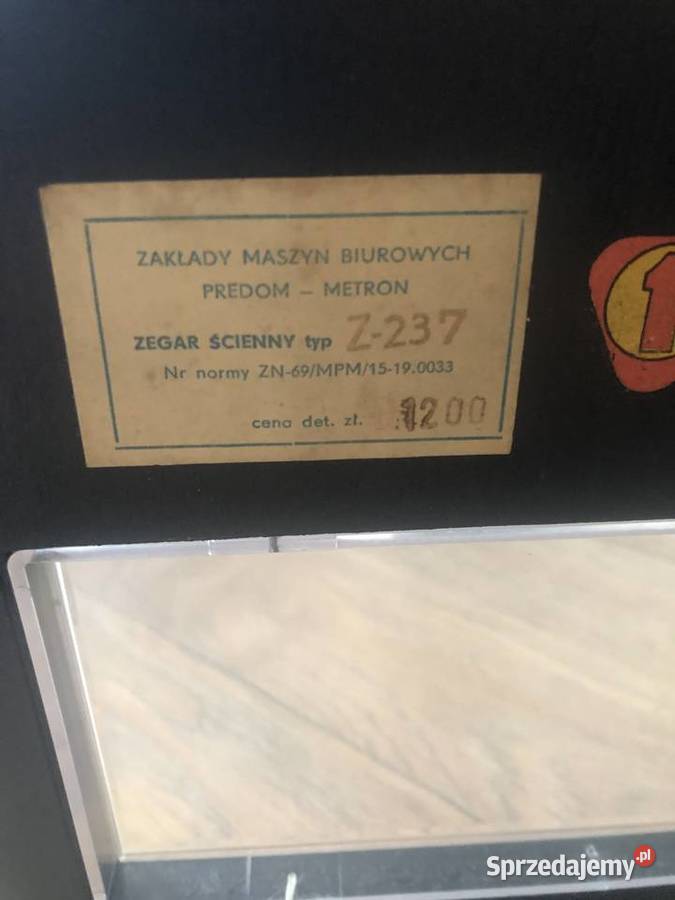 ZAKŁADY MASZYN BIUROWYCH
PREDOM – METRON
ZEGAR ŚCIENNY typ Z-237
Nr normy ZN-69/MPM/15-19.0033
cena det. zł. 1200
1
Sprzedajemy.pl